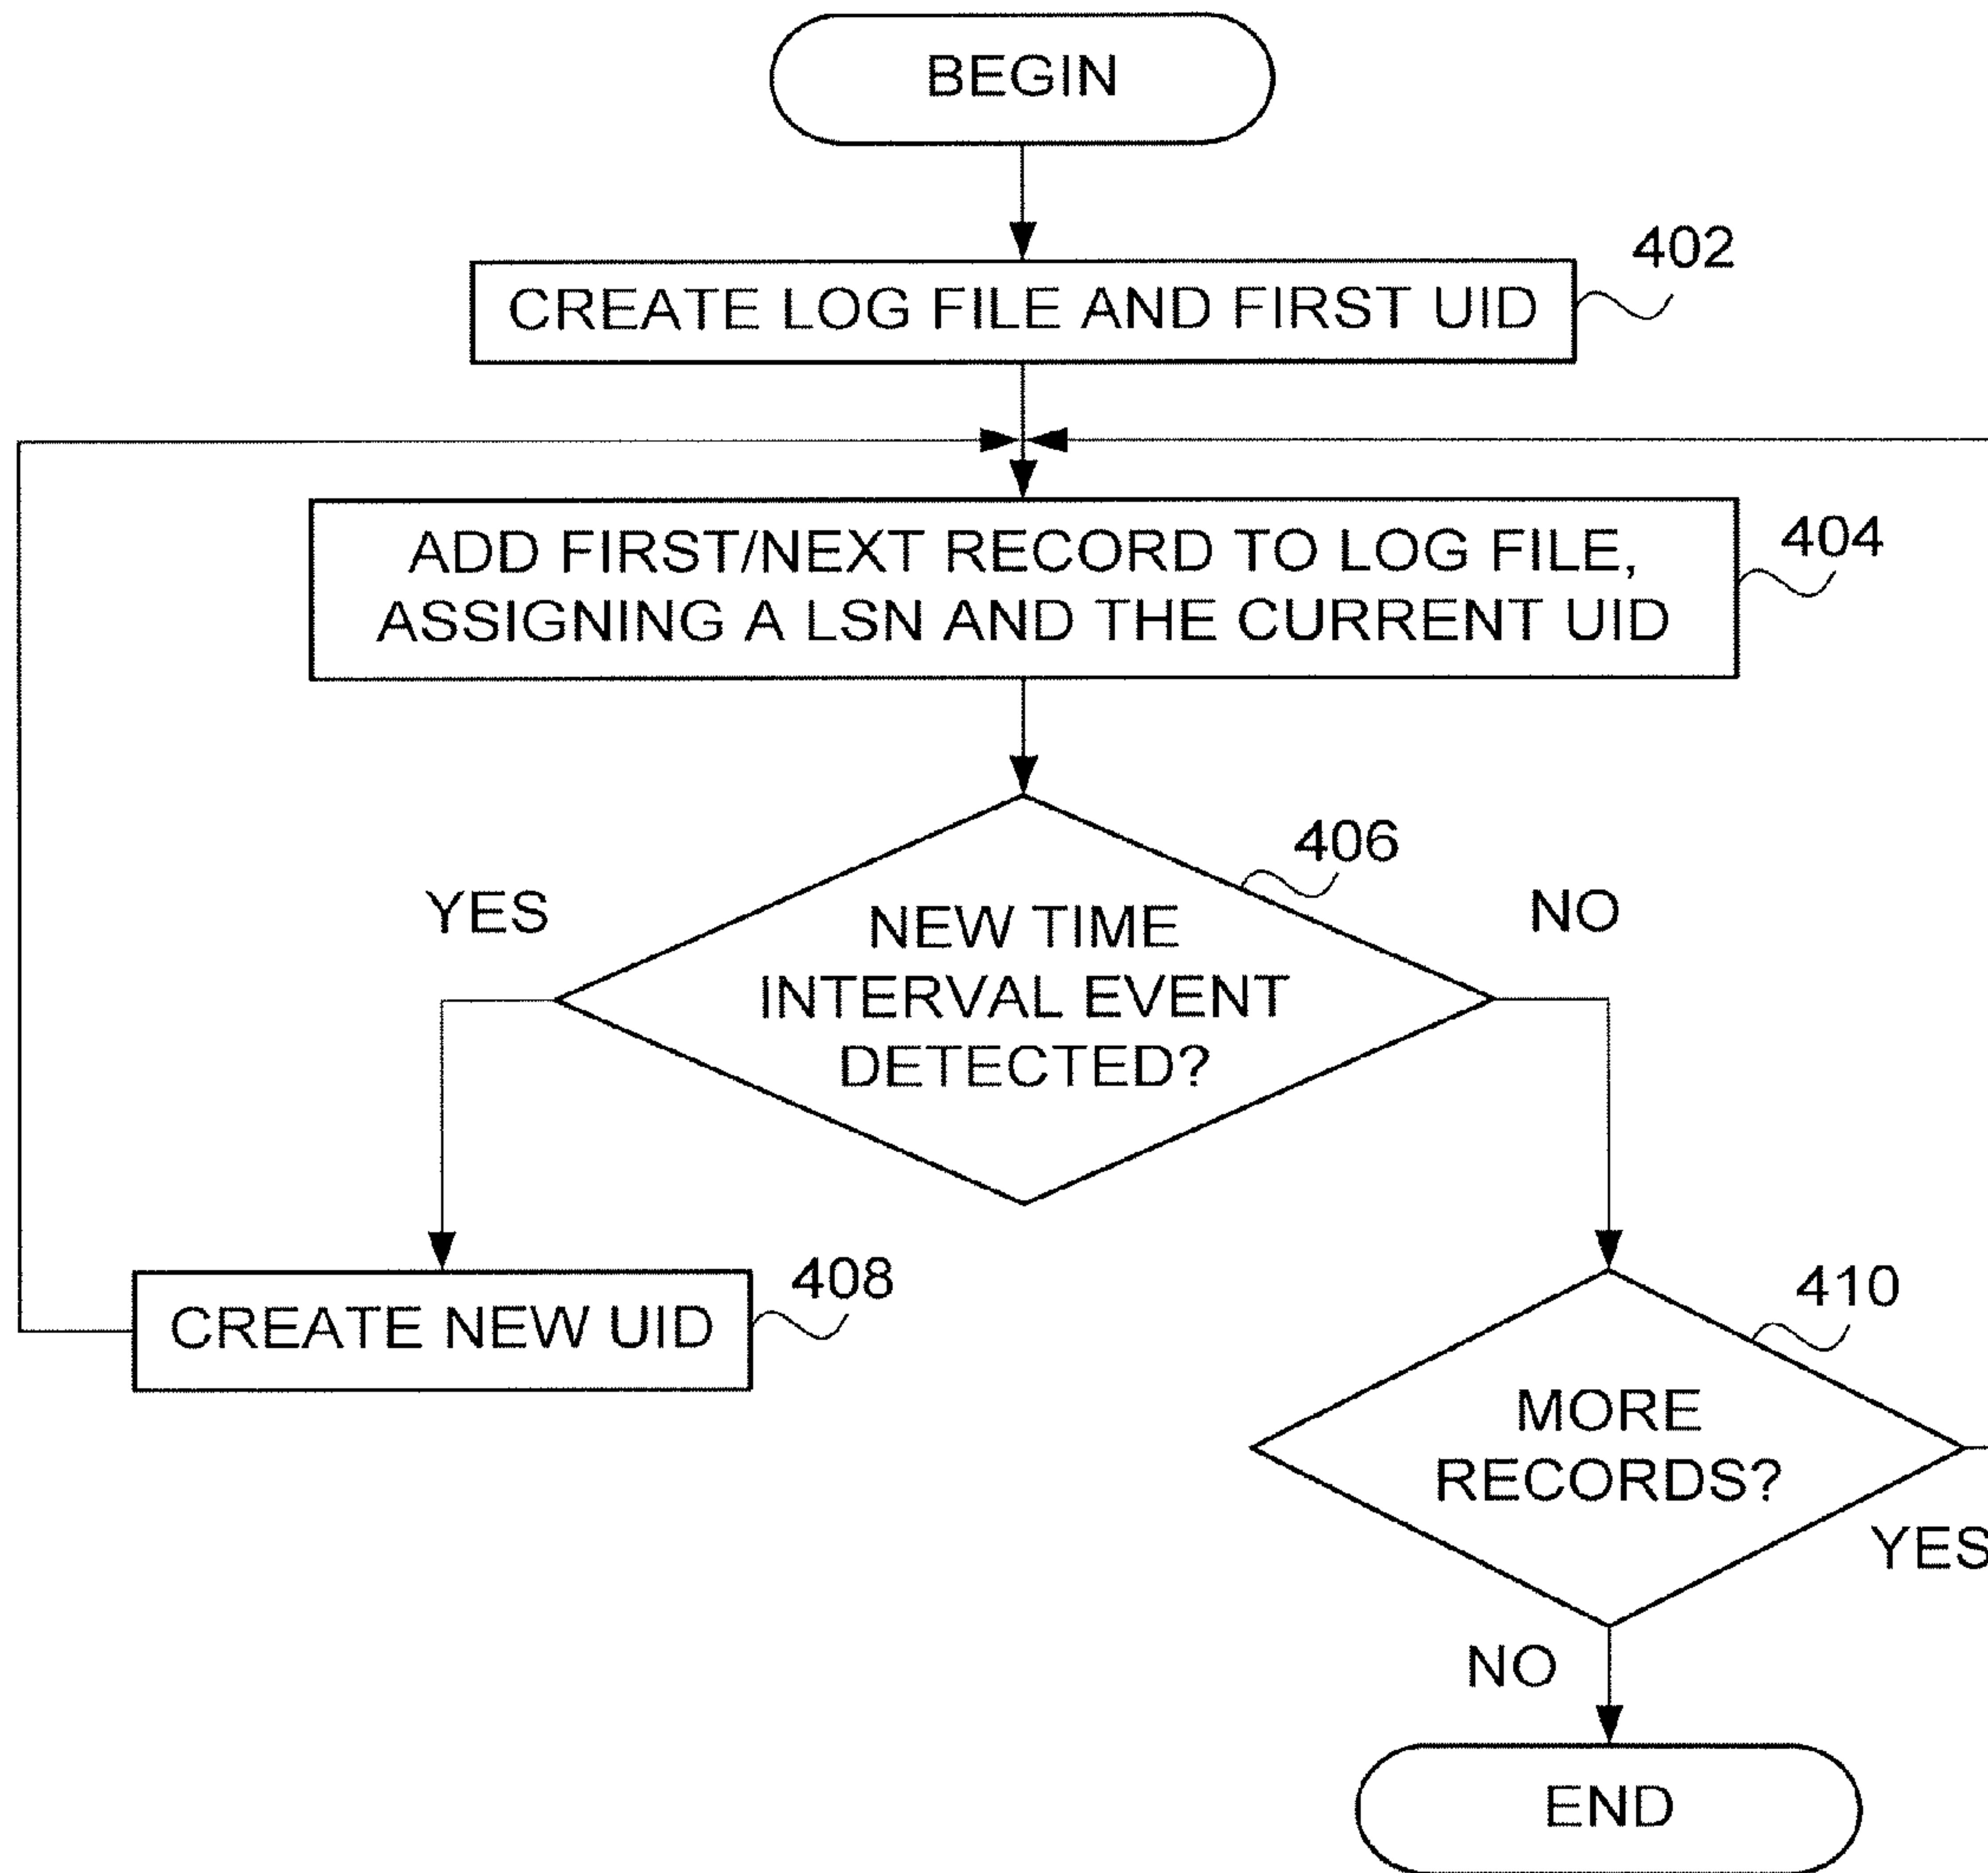 BEGIN
402
CREATE LOG FILE AND FIRST UID
404
ADD FIRST/NEXT RECORD TO LOG FILE,
ASSIGNING A LSN AND THE CURRENT UID
406
YES
NO
NEW TIME
INTERVAL EVENT
DETECTED?
408
CREATE NEW UID
410
MORE
RECORDS?
YES
NO
END